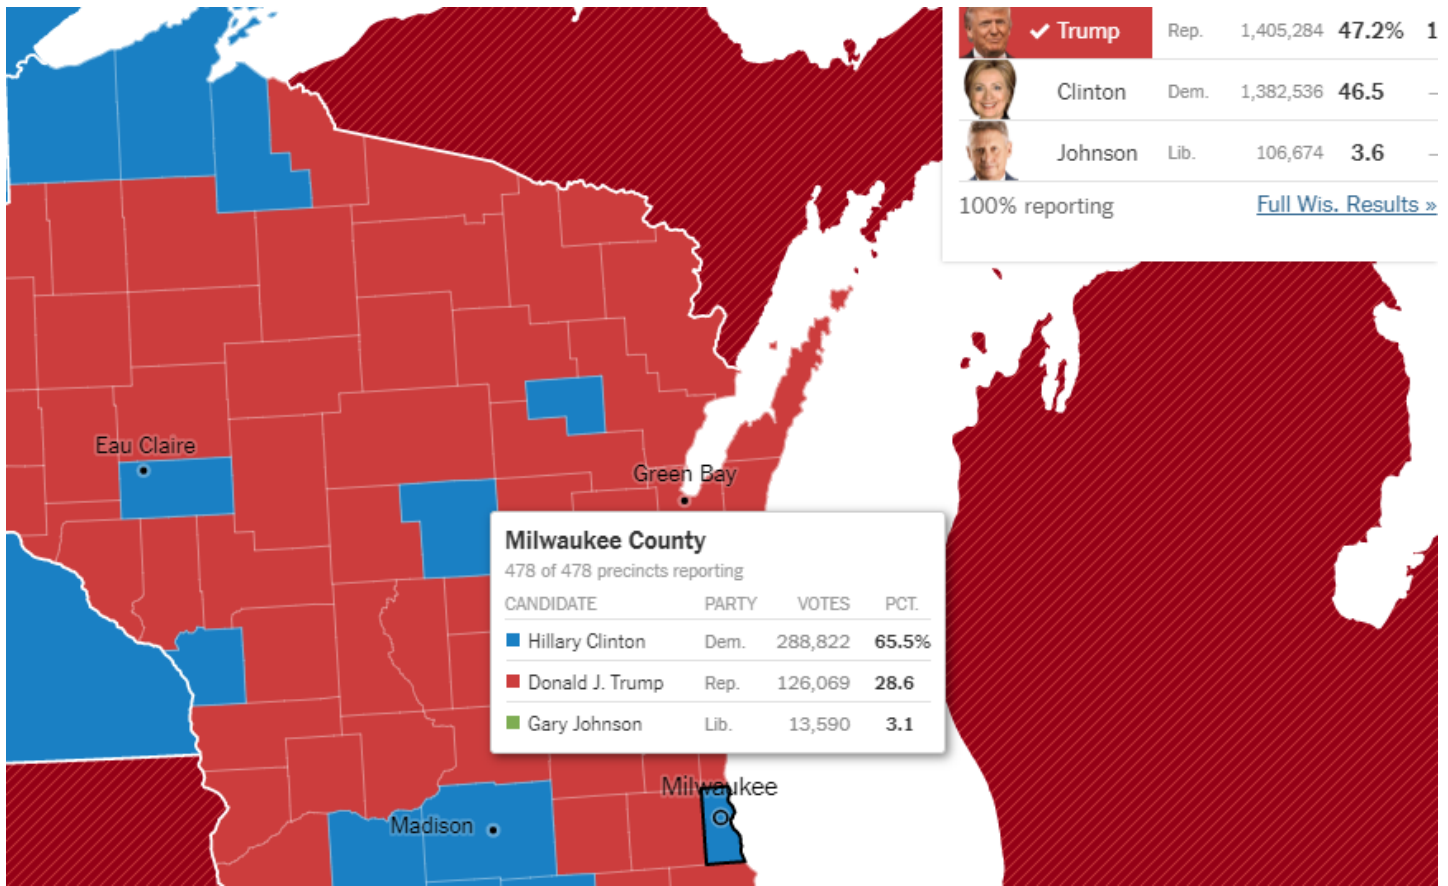 Trump Rep. 1,405,284 47.2% 1
Clinton Dem. 1,382,536 46.5 –
Johnson Lib. 106,674 3.6 –
100% reporting Full Wis. Results »
Eau Claire
Green Bay
Milwaukee County
478 of 478 precincts reporting
CANDIDATE PARTY VOTES PCT.
Hillary Clinton Dem. 288,822 65.5%
Donald J. Trump Rep. 126,069 28.6
Gary Johnson Lib. 13,590 3.1
Milwaukee
Madison